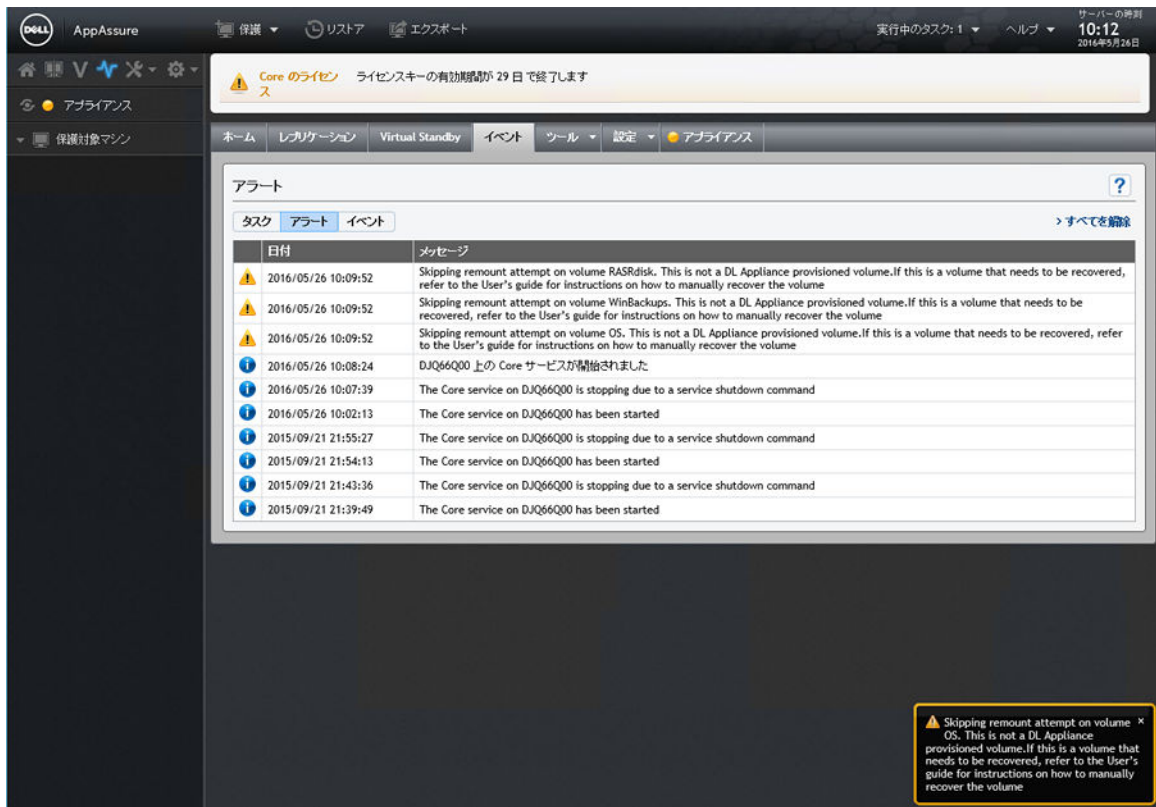 DELL
AppAssure
保護
リストア
エクスポート
実行中のタスク: 1
ヘルプ
サーバーの時刻
10:12
2016年5月26日
アプライアンス
保護対象マシン
Core のライセン
ス
ライセンスキーの有効期間が 29 日 で終了します
ホーム
レプリケーション
Virtual Standby
イベント
ツール
設定
アプライアンス
アラート
?
タスク
アラート
イベント
› すべてを解除
日付
メッセージ
2016/05/26 10:09:52
Skipping remount attempt on volume RASRdisk. This is not a DL Appliance provisioned volume.If this is a volume that needs to be recovered,
refer to the User's guide for instructions on how to manually recover the volume
2016/05/26 10:09:52
Skipping remount attempt on volume WinBackups. This is not a DL Appliance provisioned volume.If this is a volume that needs to be
recovered, refer to the User's guide for instructions on how to manually recover the volume
2016/05/26 10:09:52
Skipping remount attempt on volume OS. This is not a DL Appliance provisioned volume.If this is a volume that needs to be recovered, refer
to the User's guide for instructions on how to manually recover the volume
2016/05/26 10:08:24
DJQ66Q00 上の Core サービスが開始されました
2016/05/26 10:07:39
The Core service on DJQ66Q00 is stopping due to a service shutdown command
2016/05/26 10:02:13
The Core service on DJQ66Q00 has been started
2015/09/21 21:55:27
The Core service on DJQ66Q00 is stopping due to a service shutdown command
2015/09/21 21:54:13
The Core service on DJQ66Q00 has been started
2015/09/21 21:43:36
The Core service on DJQ66Q00 is stopping due to a service shutdown command
2015/09/21 21:39:49
The Core service on DJQ66Q00 has been started
Skipping remount attempt on volume ×
OS. This is not a DL Appliance
provisioned volume.If this is a volume that
needs to be recovered, refer to the User's
guide for instructions on how to manually
recover the volume